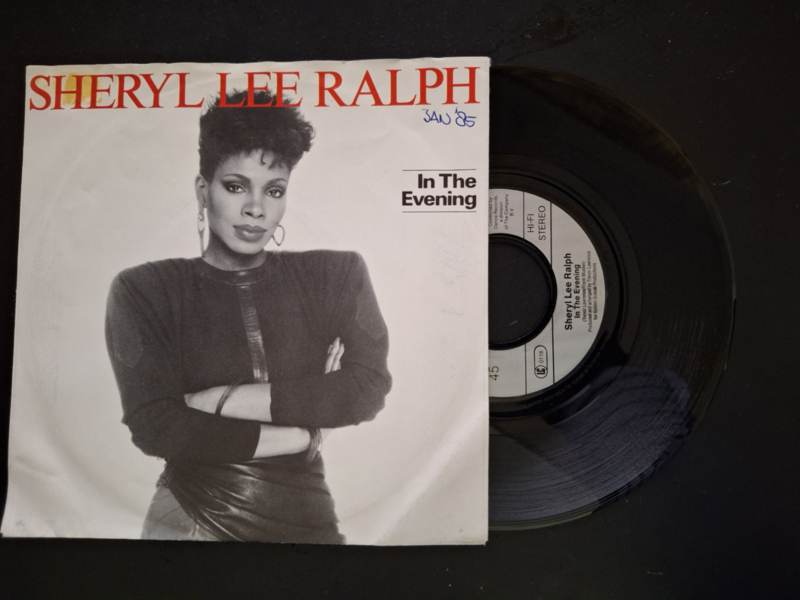 SHERYL LEE RALPH
JAN '85
In The
Evening
HI-FI
STEREO
Sheryl Lee Ralph
In The Evening
45